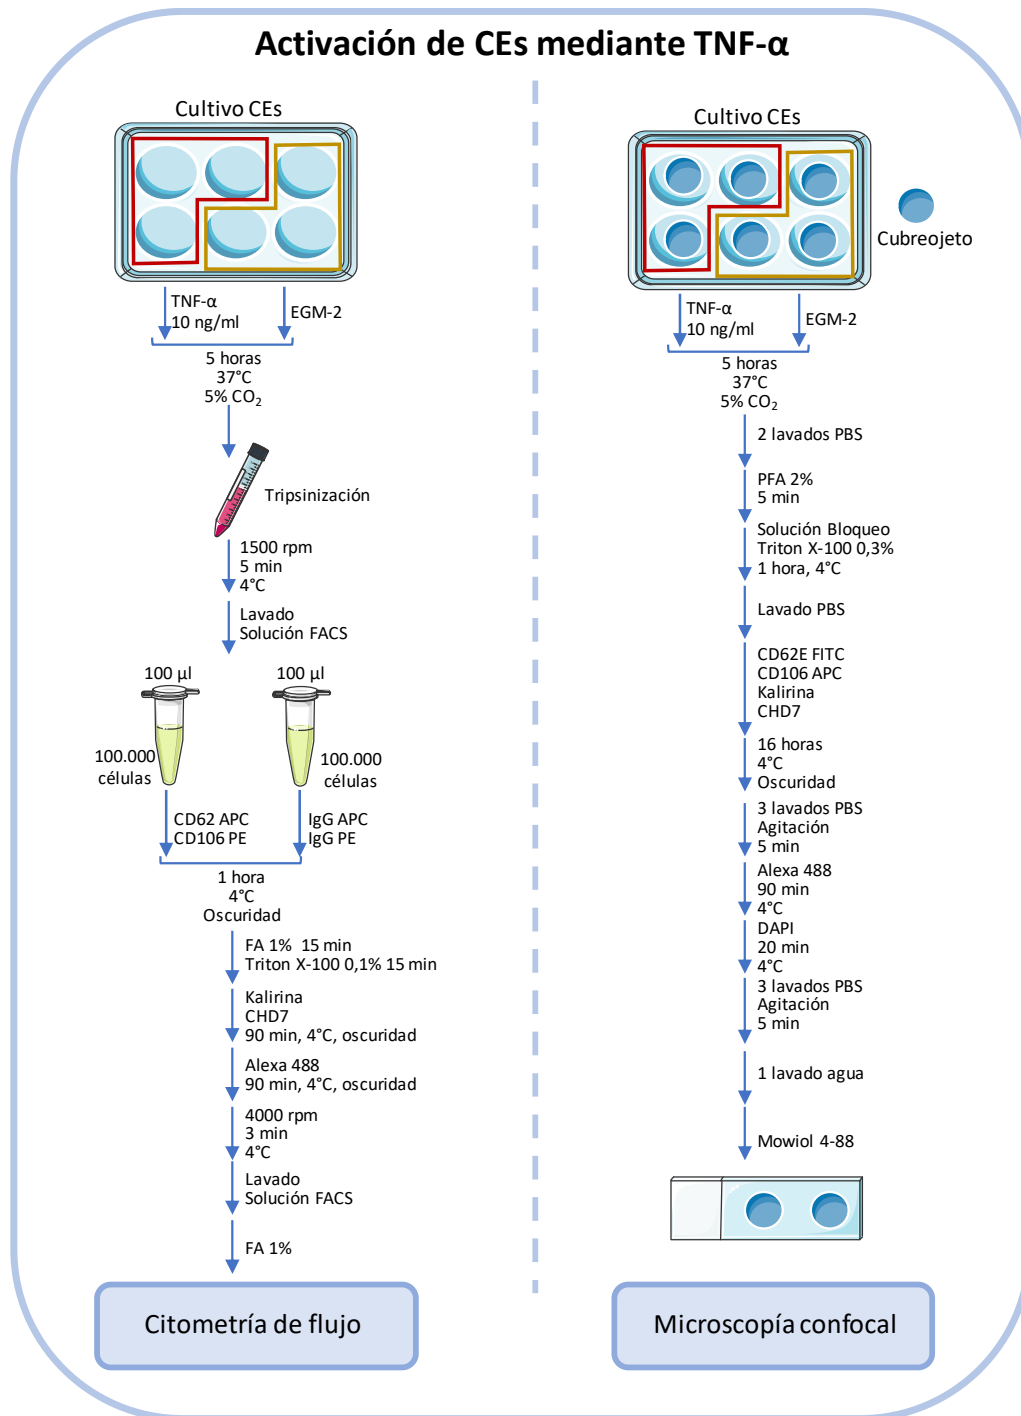 Activación de CEs mediante TNF-α
Cultivo CEs
TNF-α
10 ng/ml
EGM-2
5 horas
37°C
5% CO₂
Tripsinización
1500 rpm
5 min
4°C
Lavado
Solución FACS
100 µl
100 µl
100.000
células
100.000
células
CD62 APC
CD106 PE
IgG APC
IgG PE
1 hora
4°C
Oscuridad
FA 1% 15 min
Triton X-100 0,1% 15 min
Kalirina
CHD7
90 min, 4°C, oscuridad
Alexa 488
90 min, 4°C, oscuridad
4000 rpm
3 min
4°C
Lavado
Solución FACS
FA 1%
Citometría de flujo
Cultivo CEs
Cubreojeto
TNF-α
10 ng/ml
EGM-2
5 horas
37°C
5% CO₂
2 lavados PBS
PFA 2%
5 min
Solución Bloqueo
Triton X-100 0,3%
1 hora, 4°C
Lavado PBS
CD62E FITC
CD106 APC
Kalirina
CHD7
16 horas
4°C
Oscuridad
3 lavados PBS
Agitación
5 min
Alexa 488
90 min
4°C
DAPI
20 min
4°C
3 lavados PBS
Agitación
5 min
1 lavado agua
Mowiol 4-88
Microscopía confocal